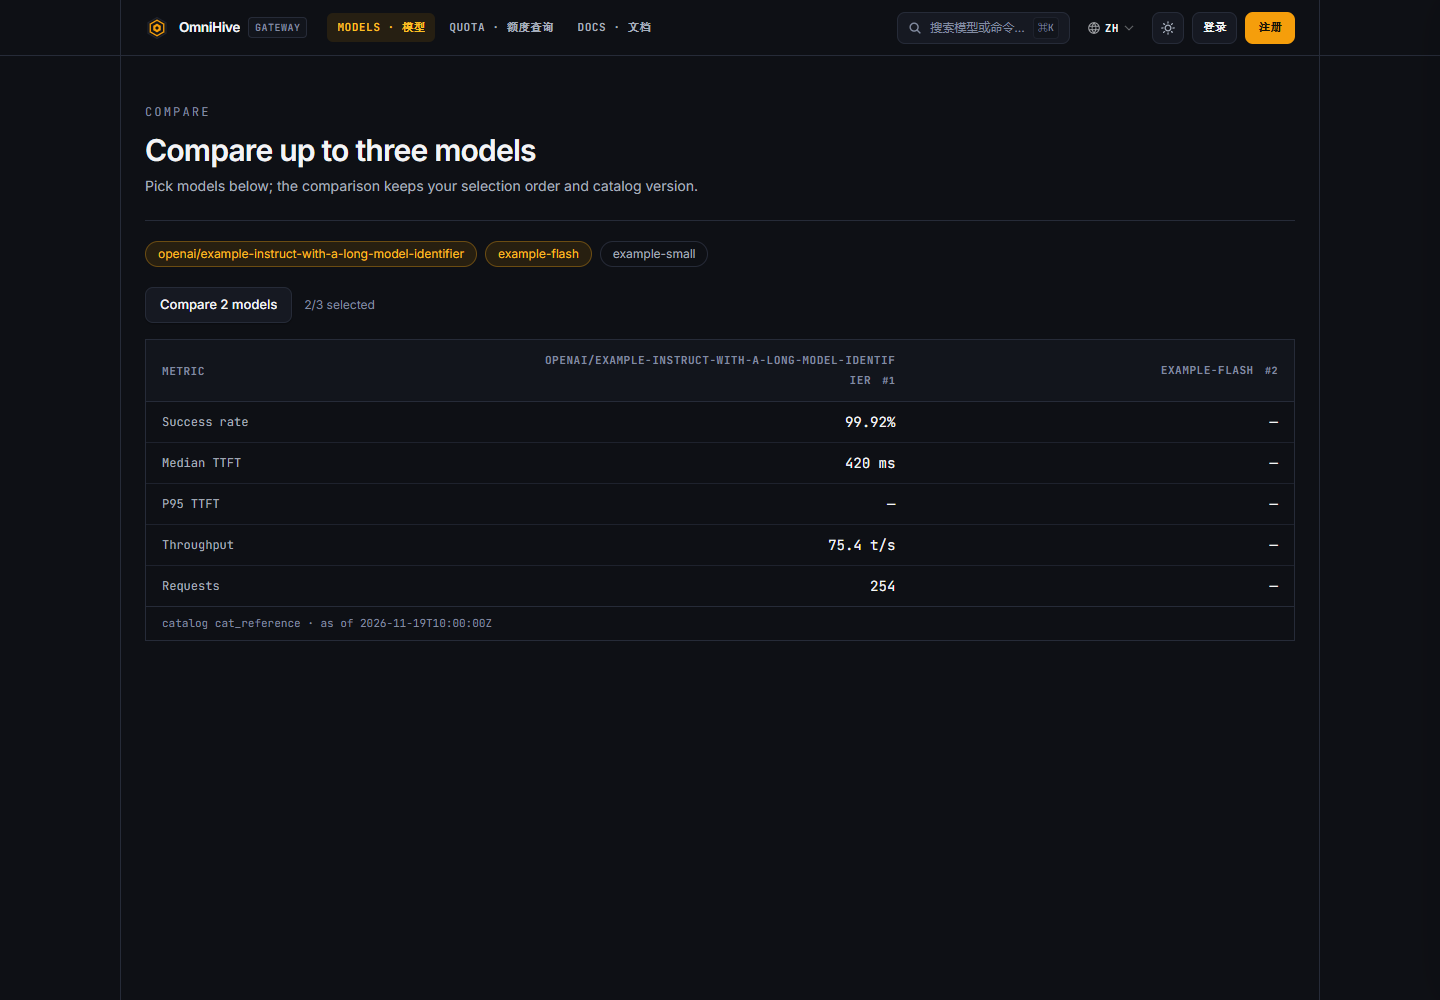 OmniHive GATEWAY MODELS · 模型 QUOTA · 额度查询 DOCS · 文档 搜索模型或命令... ⌘K ZH 登录 注册
COMPARE
Compare up to three models
Pick models below; the comparison keeps your selection order and catalog version.
openai/example-instruct-with-a-long-model-identifier example-flash example-small
Compare 2 models 2/3 selected
METRIC OPENAI/EXAMPLE-INSTRUCT-WITH-A-LONG-MODEL-IDENTIF
IER #1 EXAMPLE-FLASH #2
Success rate 99.92% —
Median TTFT 420 ms —
P95 TTFT — —
Throughput 75.4 t/s —
Requests 254 —
catalog cat_reference · as of 2026-11-19T10:00:00Z